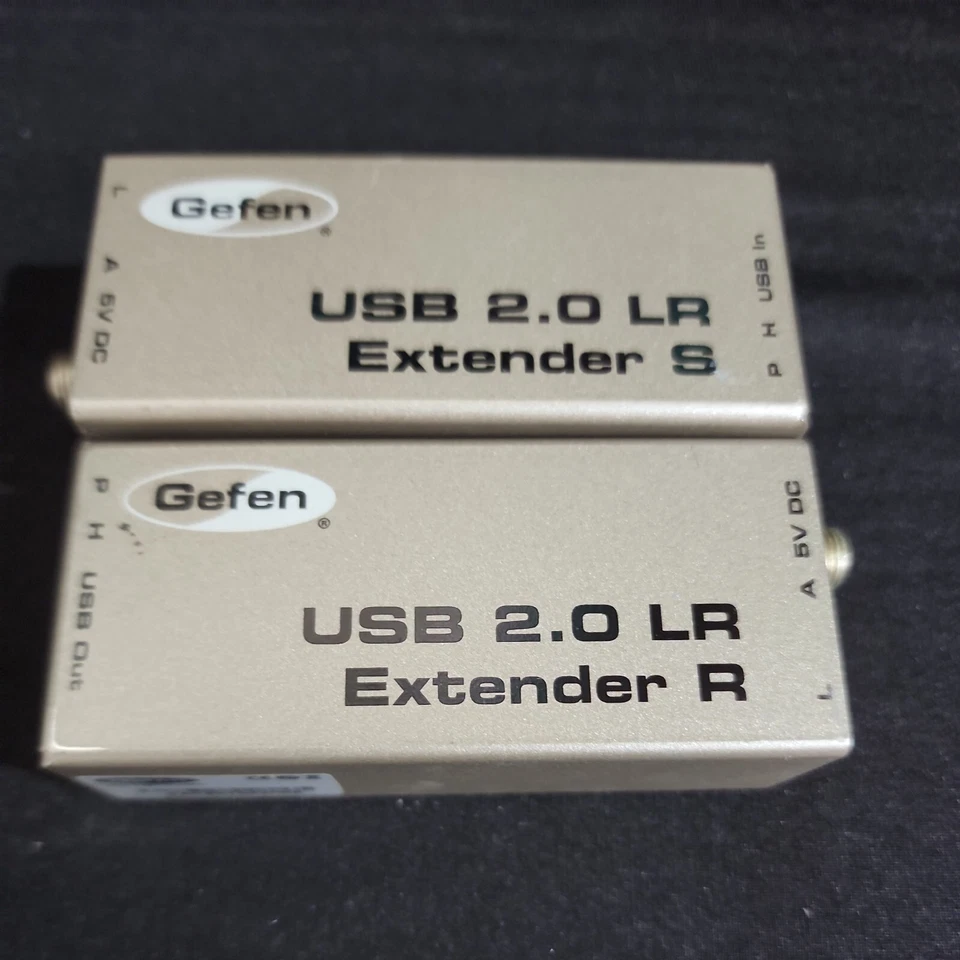 Gefen
®
L
A
5V DC
USB 2.0 LR
Extender S
USB In
H
P
Gefen
®
P
H
USB Out
USB 2.0 LR
Extender R
5V DC
A
L